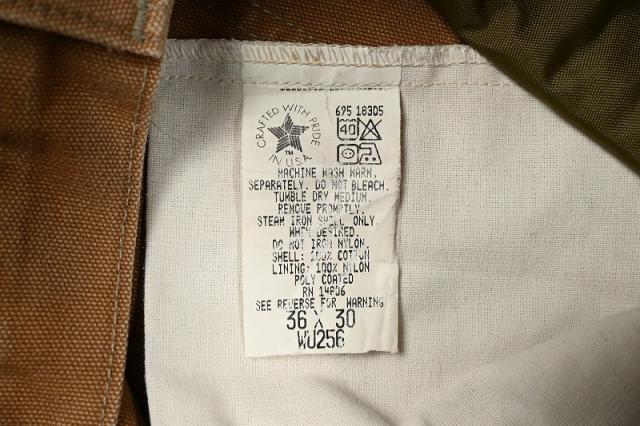 CRAFTED WITH PRIDE
IN U.S.A.
TM
695 18305
40
MACHINE WASH WARM.
SEPARATELY. DO NOT BLEACH.
TUMBLE DRY MEDIUM.
REMOVE PROMPTLY.
STEAM IRON SHELL ONLY.
WHEN DESIRED.
DO NOT IRON NYLON.
SHELL: 100% COTTON
LINING: 100% NYLON
POLY COATED
RN 14806
SEE REVERSE FOR WARNING
36 X 30
WU256